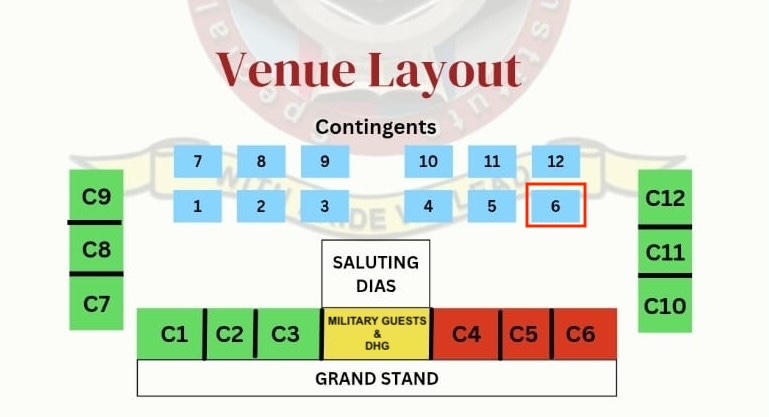 Venue Layout
Contingents
7 8 9 10 11 12
1 2 3 4 5 6
C9 C12
C8 C11
C7 C10
SALUTING
DIAS
C1 C2 C3 MILITARY GUESTS
&
DHG C4 C5 C6
GRAND STAND